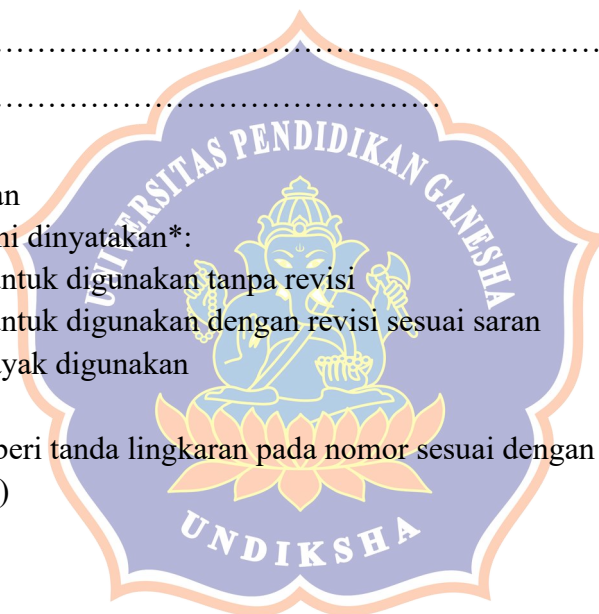 ……………………………………………………………
…………………………………………
UNIVERSITAS PENDIDIKAN GANESHA
an
ni dinyatakan*:
ntuk digunakan tanpa revisi
ntuk digunakan dengan revisi sesuai saran
yak digunakan
beri tanda lingkaran pada nomor sesuai dengan
)
UNDIKSHA